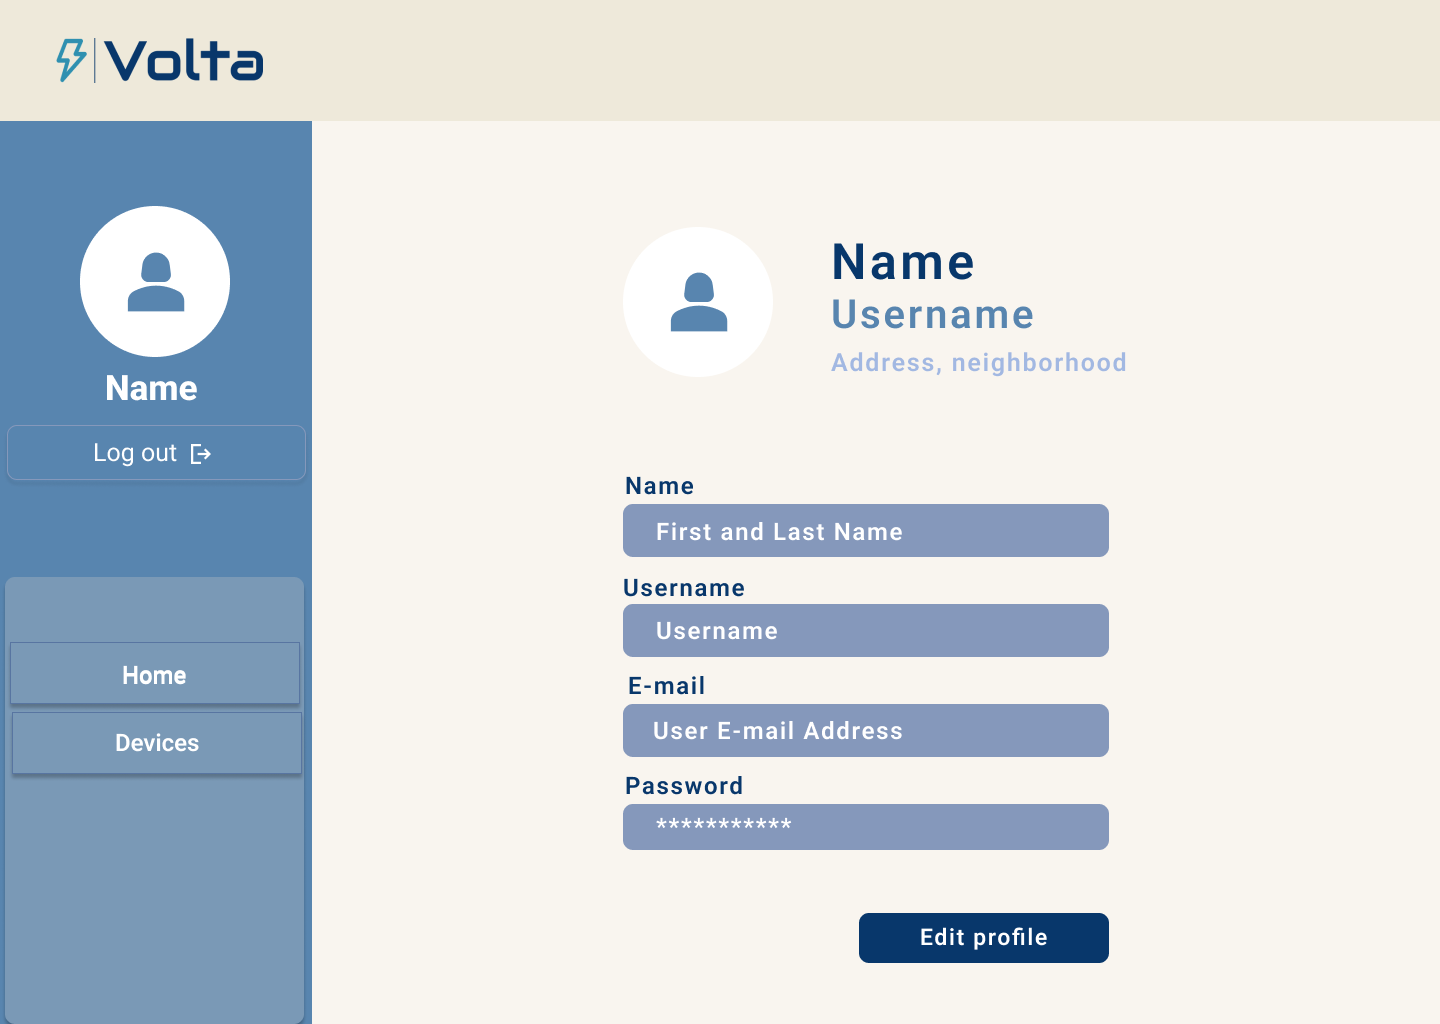 Volta
Name
Log out
Home
Devices
Name
Username
Address, neighborhood
Name
First and Last Name
Username
Username
E-mail
User E-mail Address
Password
***********
Edit profile